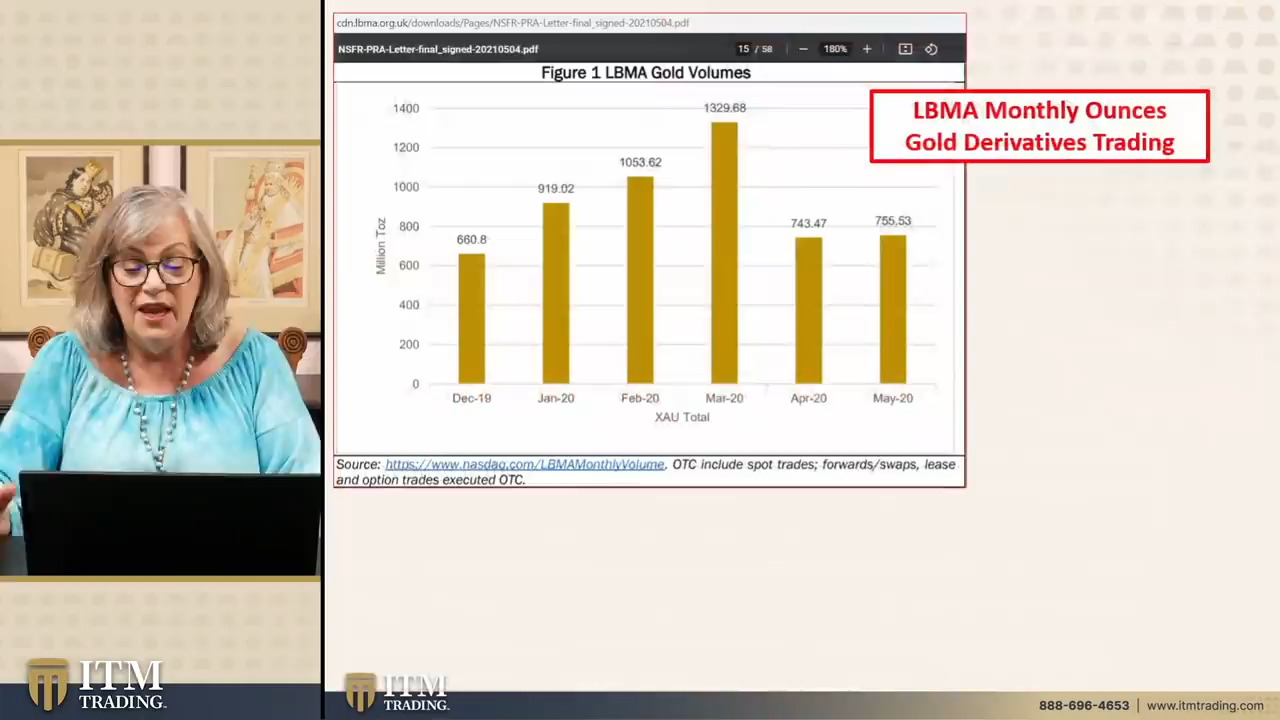 cdn.lbma.org.uk/downloads/Pages/NSFR-PRA-Letter-final_signed-20210504.pdf
NSFR-PRA-Letter-final_signed-20210504.pdf
15 / 58
180%
Figure 1 LBMA Gold Volumes
LBMA Monthly Ounces
Gold Derivatives Trading
Million Toz
1400
1200
1000
800
600
400
200
0
660.8
919.02
1053.62
1329.68
743.47
755.53
Dec-19
Jan-20
Feb-20
Mar-20
Apr-20
May-20
XAU Total
Source: https://www.nasdaq.com/LBMAMonthlyVolume. OTC include spot trades; forwards/swaps, lease
and option trades executed OTC.
ITM
TRADING.
ITM
TRADING.
888-696-4653 | www.itmtrading.com